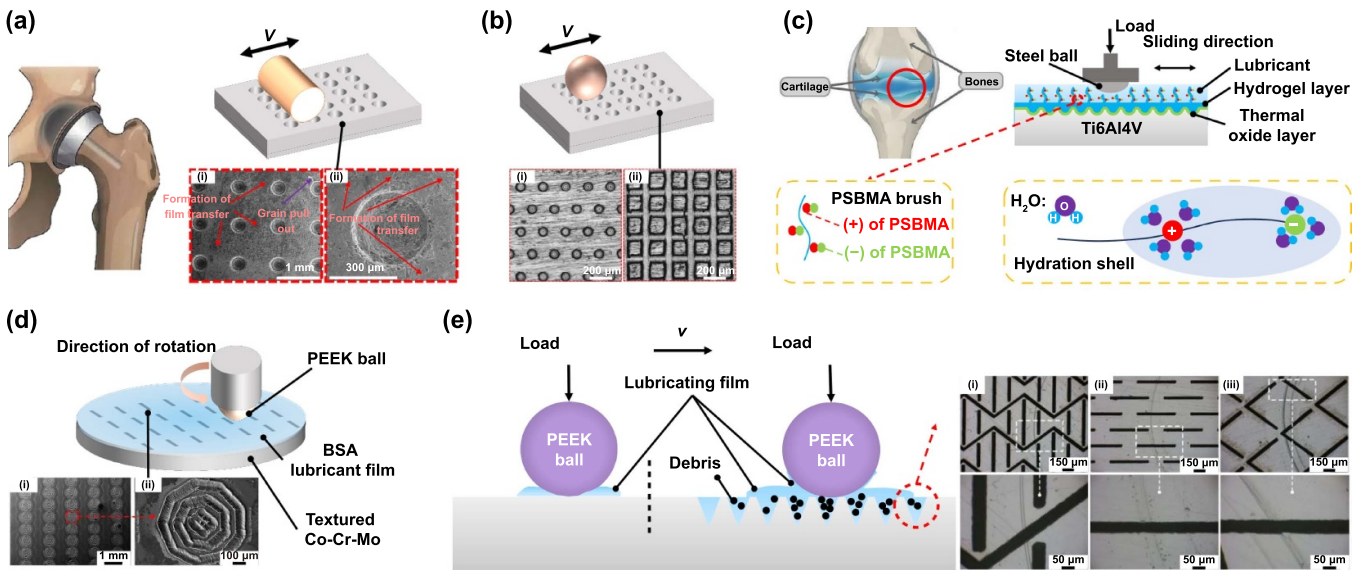 (a)
V
(i)
Formation of
film transfer
Grain pull
out
1 mm
(ii)
Formation of film
transfer
300 μm
(b)
V
(i)
200 μm
(ii)
200 μm
(c)
Cartilage
Bones
Load
Steel ball
Sliding direction
Lubricant
Hydrogel layer
Thermal
oxide layer
Ti6Al4V
PSBMA brush
(+) of PSBMA
(−) of PSBMA
H2O:
O
H H
Hydration shell
+
−
(d)
Direction of rotation
PEEK ball
BSA
lubricant film
Textured
Co-Cr-Mo
(i)
1 mm
(ii)
100 μm
(e)
Load
v
Load
Lubricating film
PEEK
ball
Debris
PEEK
ball
(i)
150 μm
(ii)
150 μm
(iii)
150 μm
50 μm
50 μm
50 μm